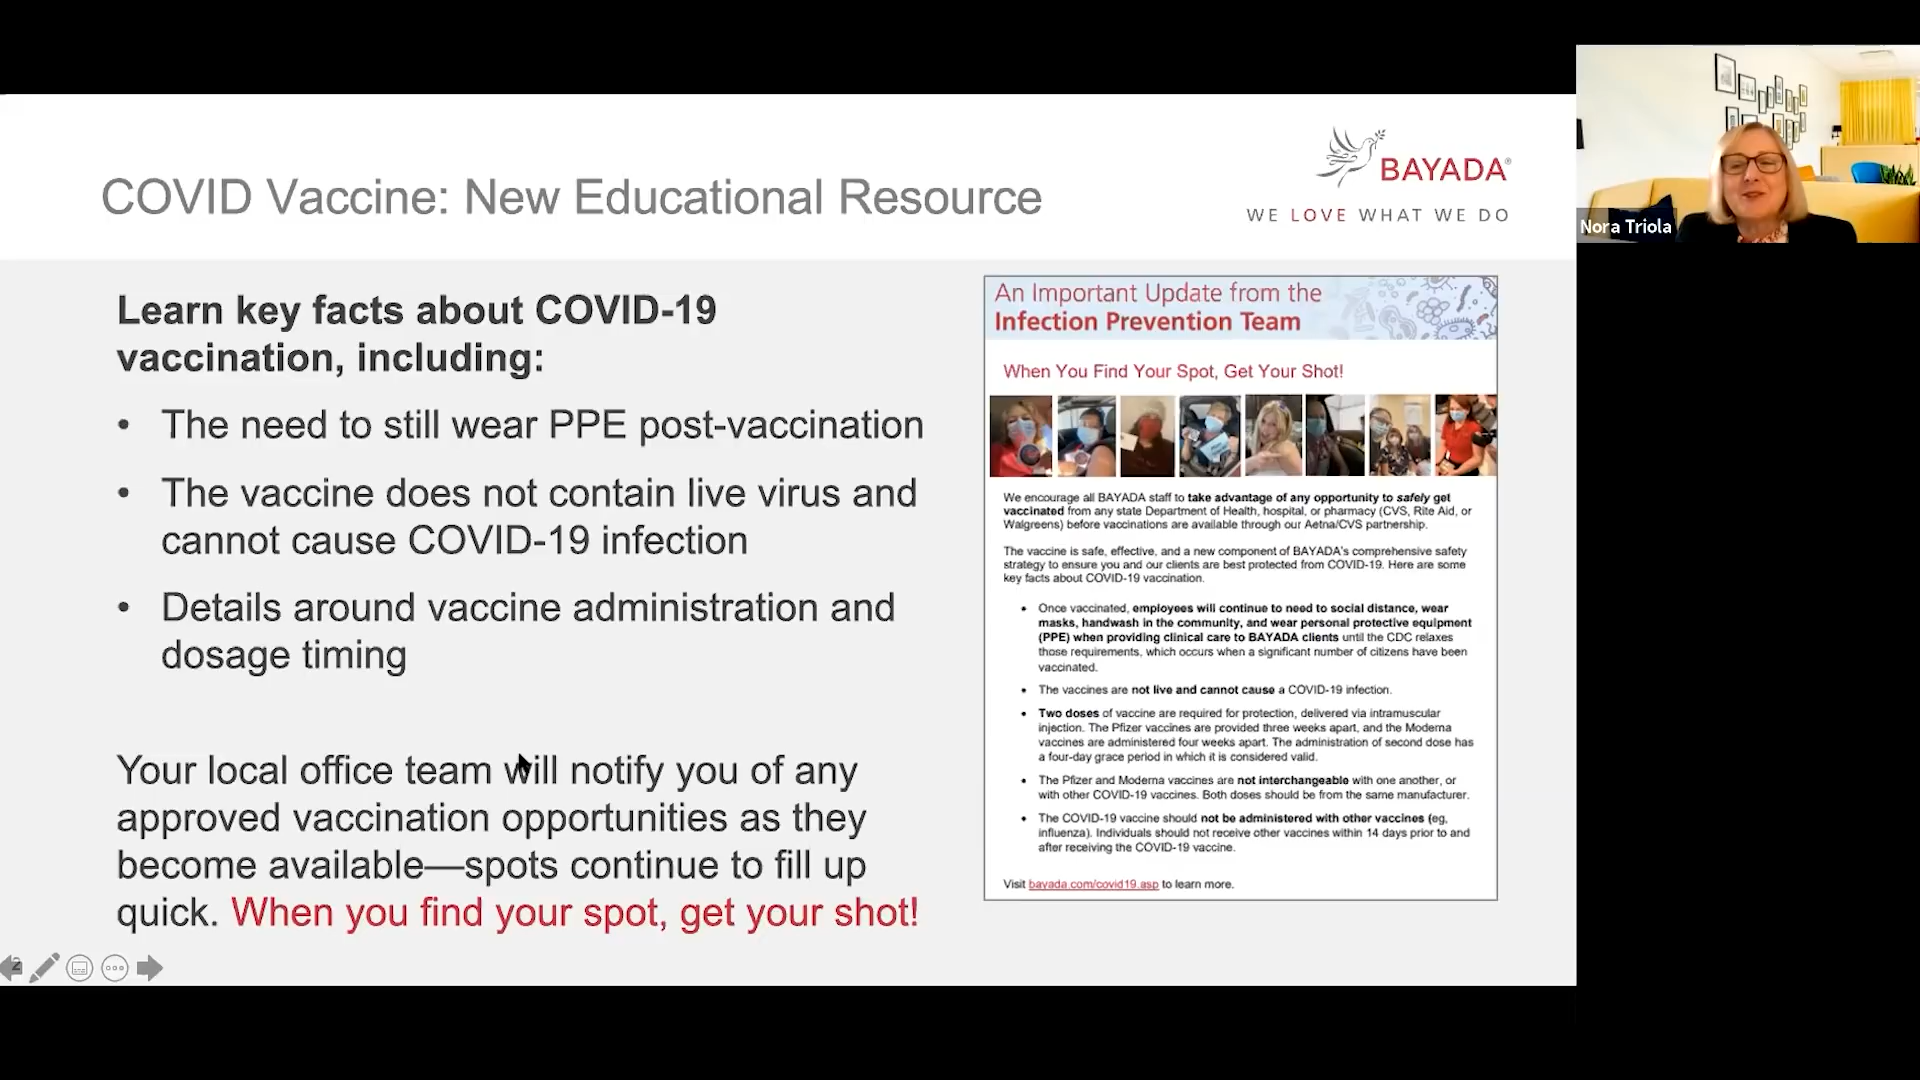 COVID Vaccine: New Educational Resource
BAYADA®
WE LOVE WHAT WE DO
Nora Triola
Learn key facts about COVID-19
vaccination, including:
• The need to still wear PPE post-vaccination
• The vaccine does not contain live virus and
cannot cause COVID-19 infection
• Details around vaccine administration and
dosage timing
Your local office team will notify you of any
approved vaccination opportunities as they
become available—spots continue to fill up
quick. When you find your spot, get your shot!
An Important Update from the
Infection Prevention Team
When You Find Your Spot, Get Your Shot!
We encourage all BAYADA staff to take advantage of any opportunity to safely get
vaccinated from any state Department of Health, hospital, or pharmacy (CVS, Rite Aid, or
Walgreens) before vaccinations are available through our Aetna/CVS partnership.
The vaccine is safe, effective, and a new component of BAYADA's comprehensive safety
strategy to ensure you and our clients are best protected from COVID-19. Here are some
key facts about COVID-19 vaccination.
• Once vaccinated, employees will continue to need to social distance, wear
masks, handwash in the community, and wear personal protective equipment
(PPE) when providing clinical care to BAYADA clients until the CDC relaxes
those requirements, which occurs when a significant number of citizens have been
vaccinated.
• The vaccines are not live and cannot cause a COVID-19 infection.
• Two doses of vaccine are required for protection, delivered via intramuscular
injection. The Pfizer vaccines are provided three weeks apart, and the Moderna
vaccines are administered four weeks apart. The administration of second dose has
a four-day grace period in which it is considered valid.
• The Pfizer and Moderna vaccines are not interchangeable with one another, or
with other COVID-19 vaccines. Both doses should be from the same manufacturer.
• The COVID-19 vaccine should not be administered with other vaccines (eg,
influenza). Individuals should not receive other vaccines within 14 days prior to and
after receiving the COVID-19 vaccine.
Visit bayada.com/covid19.asp to learn more.
2